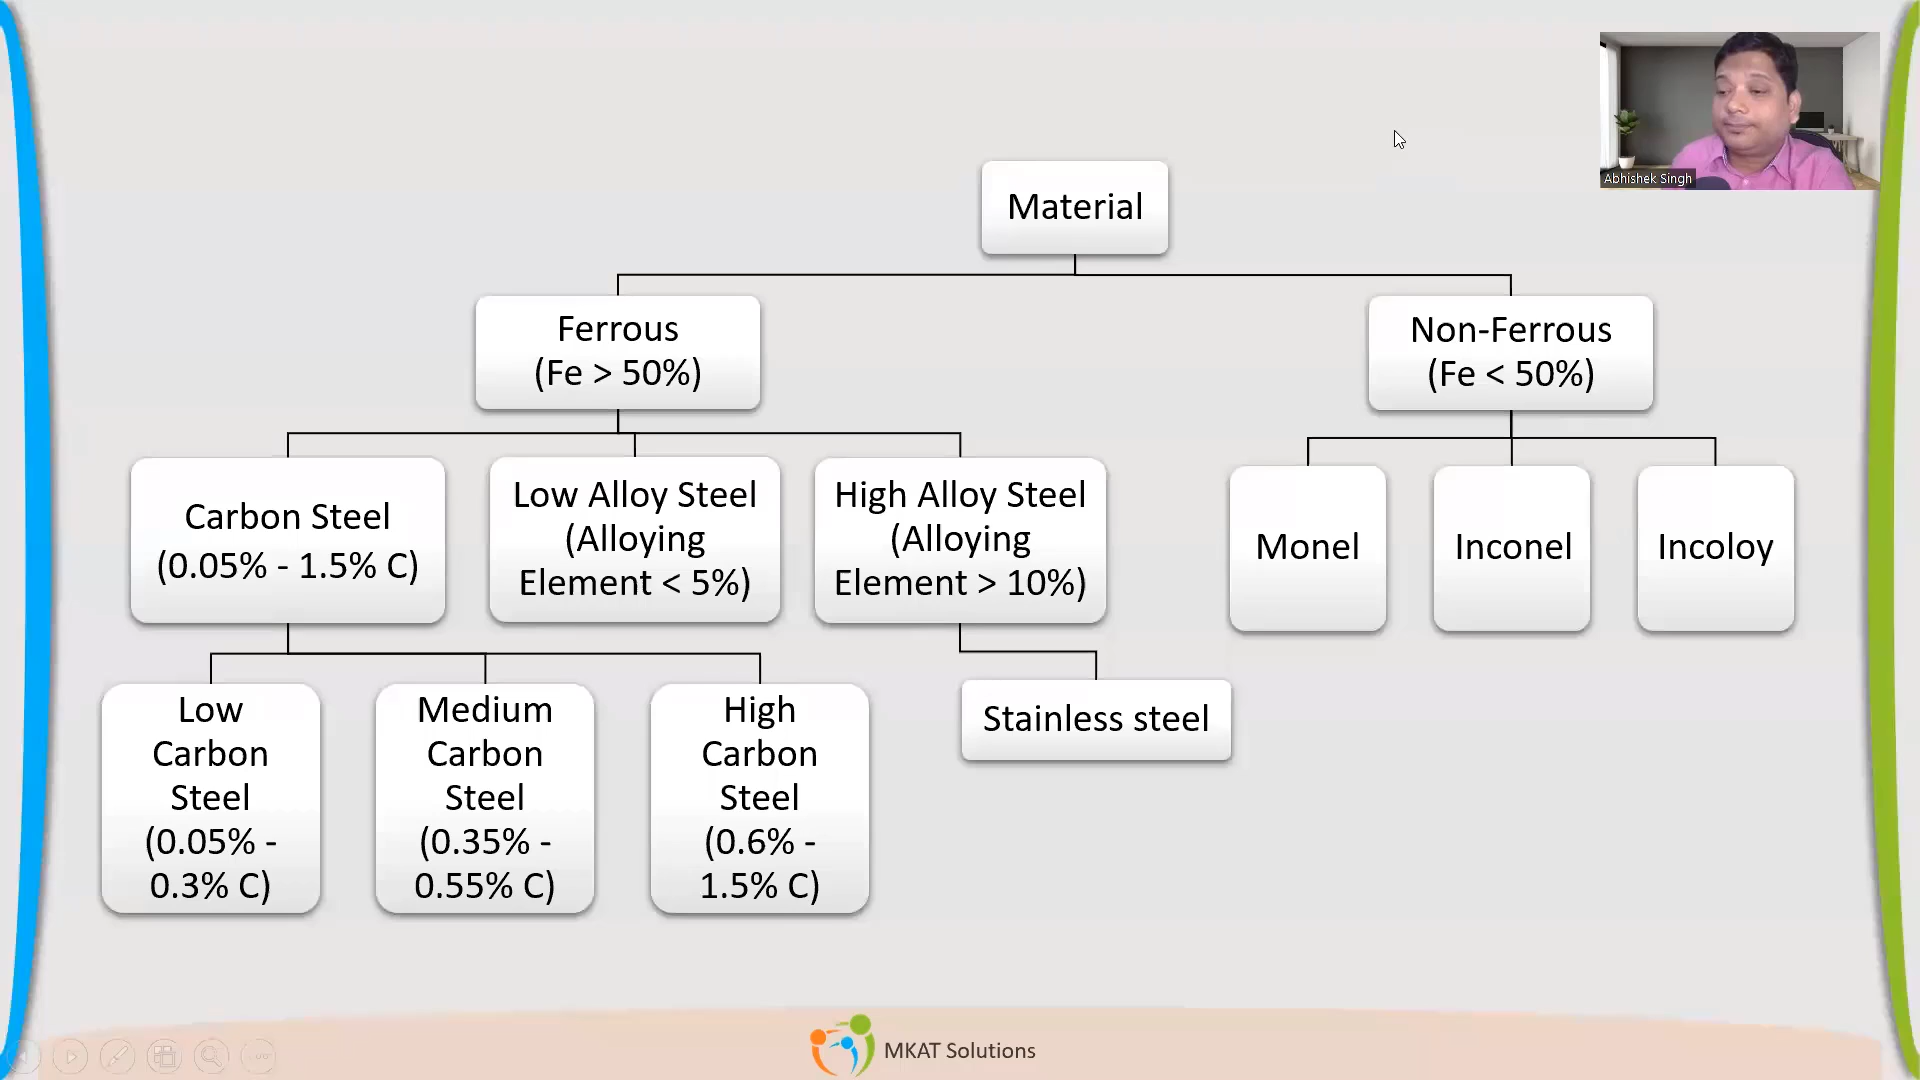 Abhishek Singh
Material
Ferrous
(Fe > 50%)
Non-Ferrous
(Fe < 50%)
Carbon Steel
(0.05% - 1.5% C)
Low Alloy Steel
(Alloying
Element < 5%)
High Alloy Steel
(Alloying
Element > 10%)
Monel
Inconel
Incoloy
Low
Carbon
Steel
(0.05% -
0.3% C)
Medium
Carbon
Steel
(0.35% -
0.55% C)
High
Carbon
Steel
(0.6% -
1.5% C)
Stainless steel
MKAT Solutions